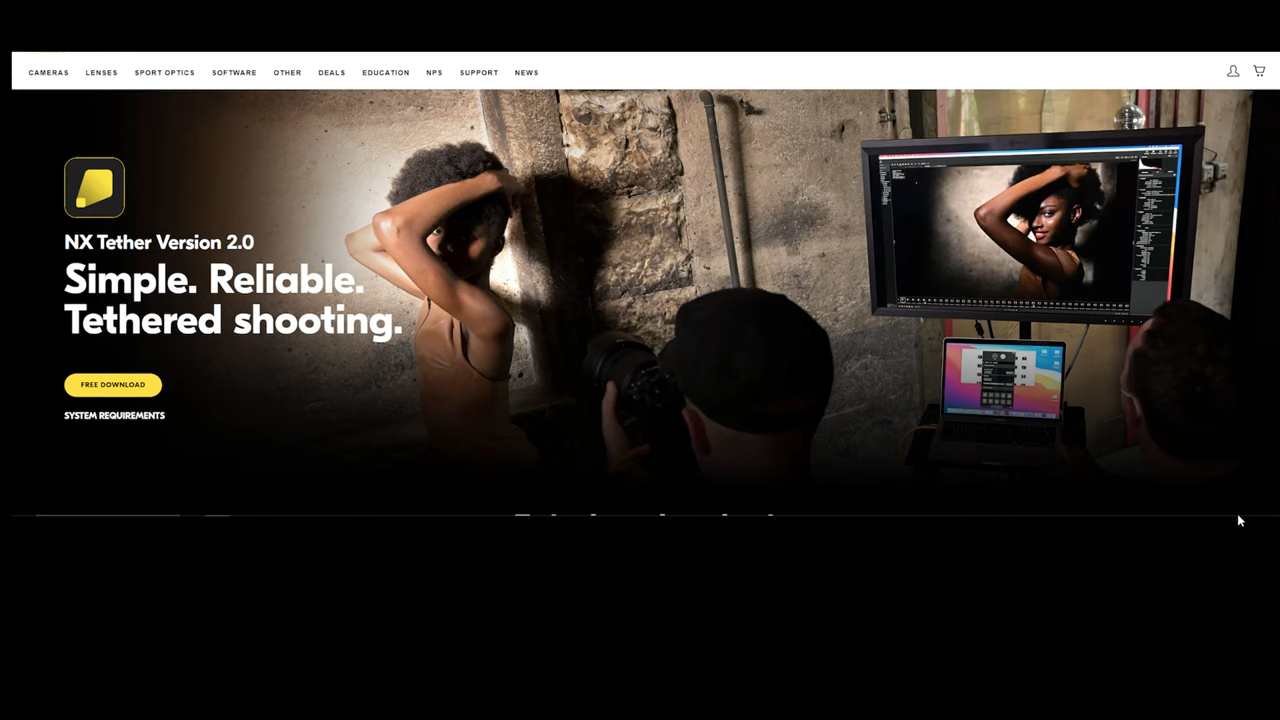 CAMERAS LENSES SPORT OPTICS SOFTWARE OTHER DEALS EDUCATION NPS SUPPORT NEWS
NX Tether Version 2.0
Simple. Reliable.
Tethered shooting.
FREE DOWNLOAD
SYSTEM REQUIREMENTS